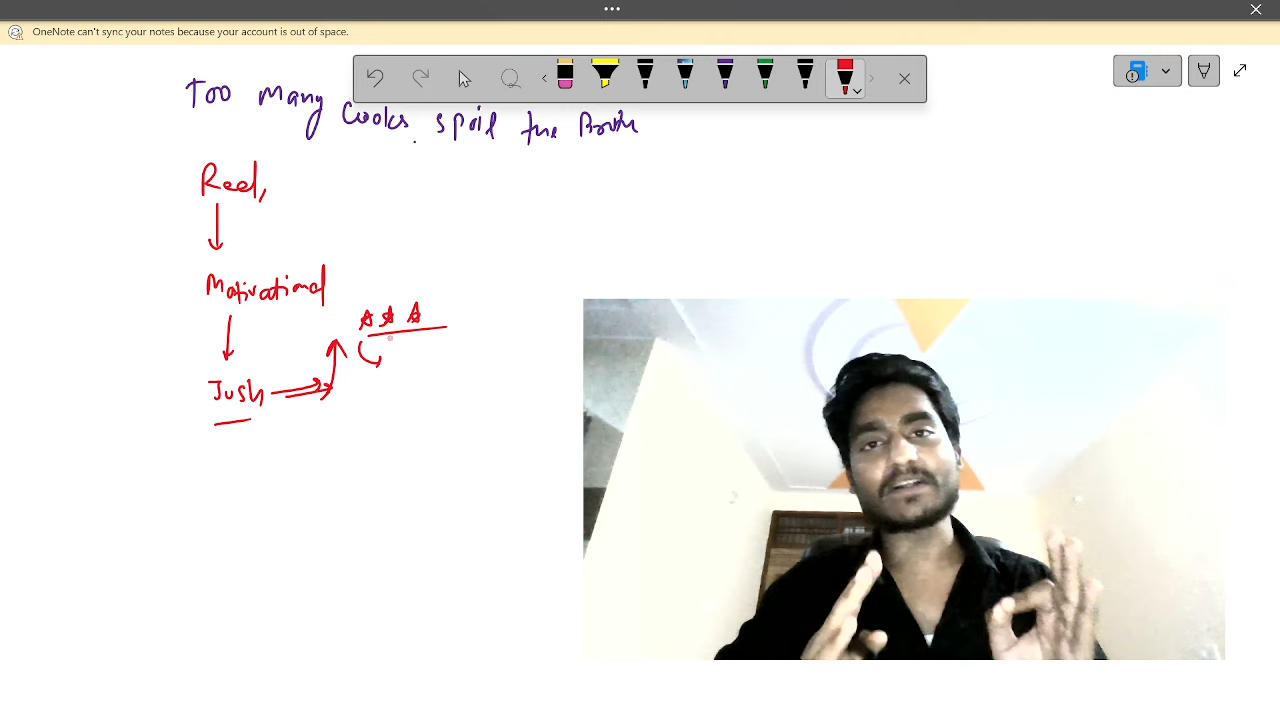 OneNote can't sync your notes because your account is out of space.
Too many cooks spoil the Broth
Reel,
Motivational
Josh